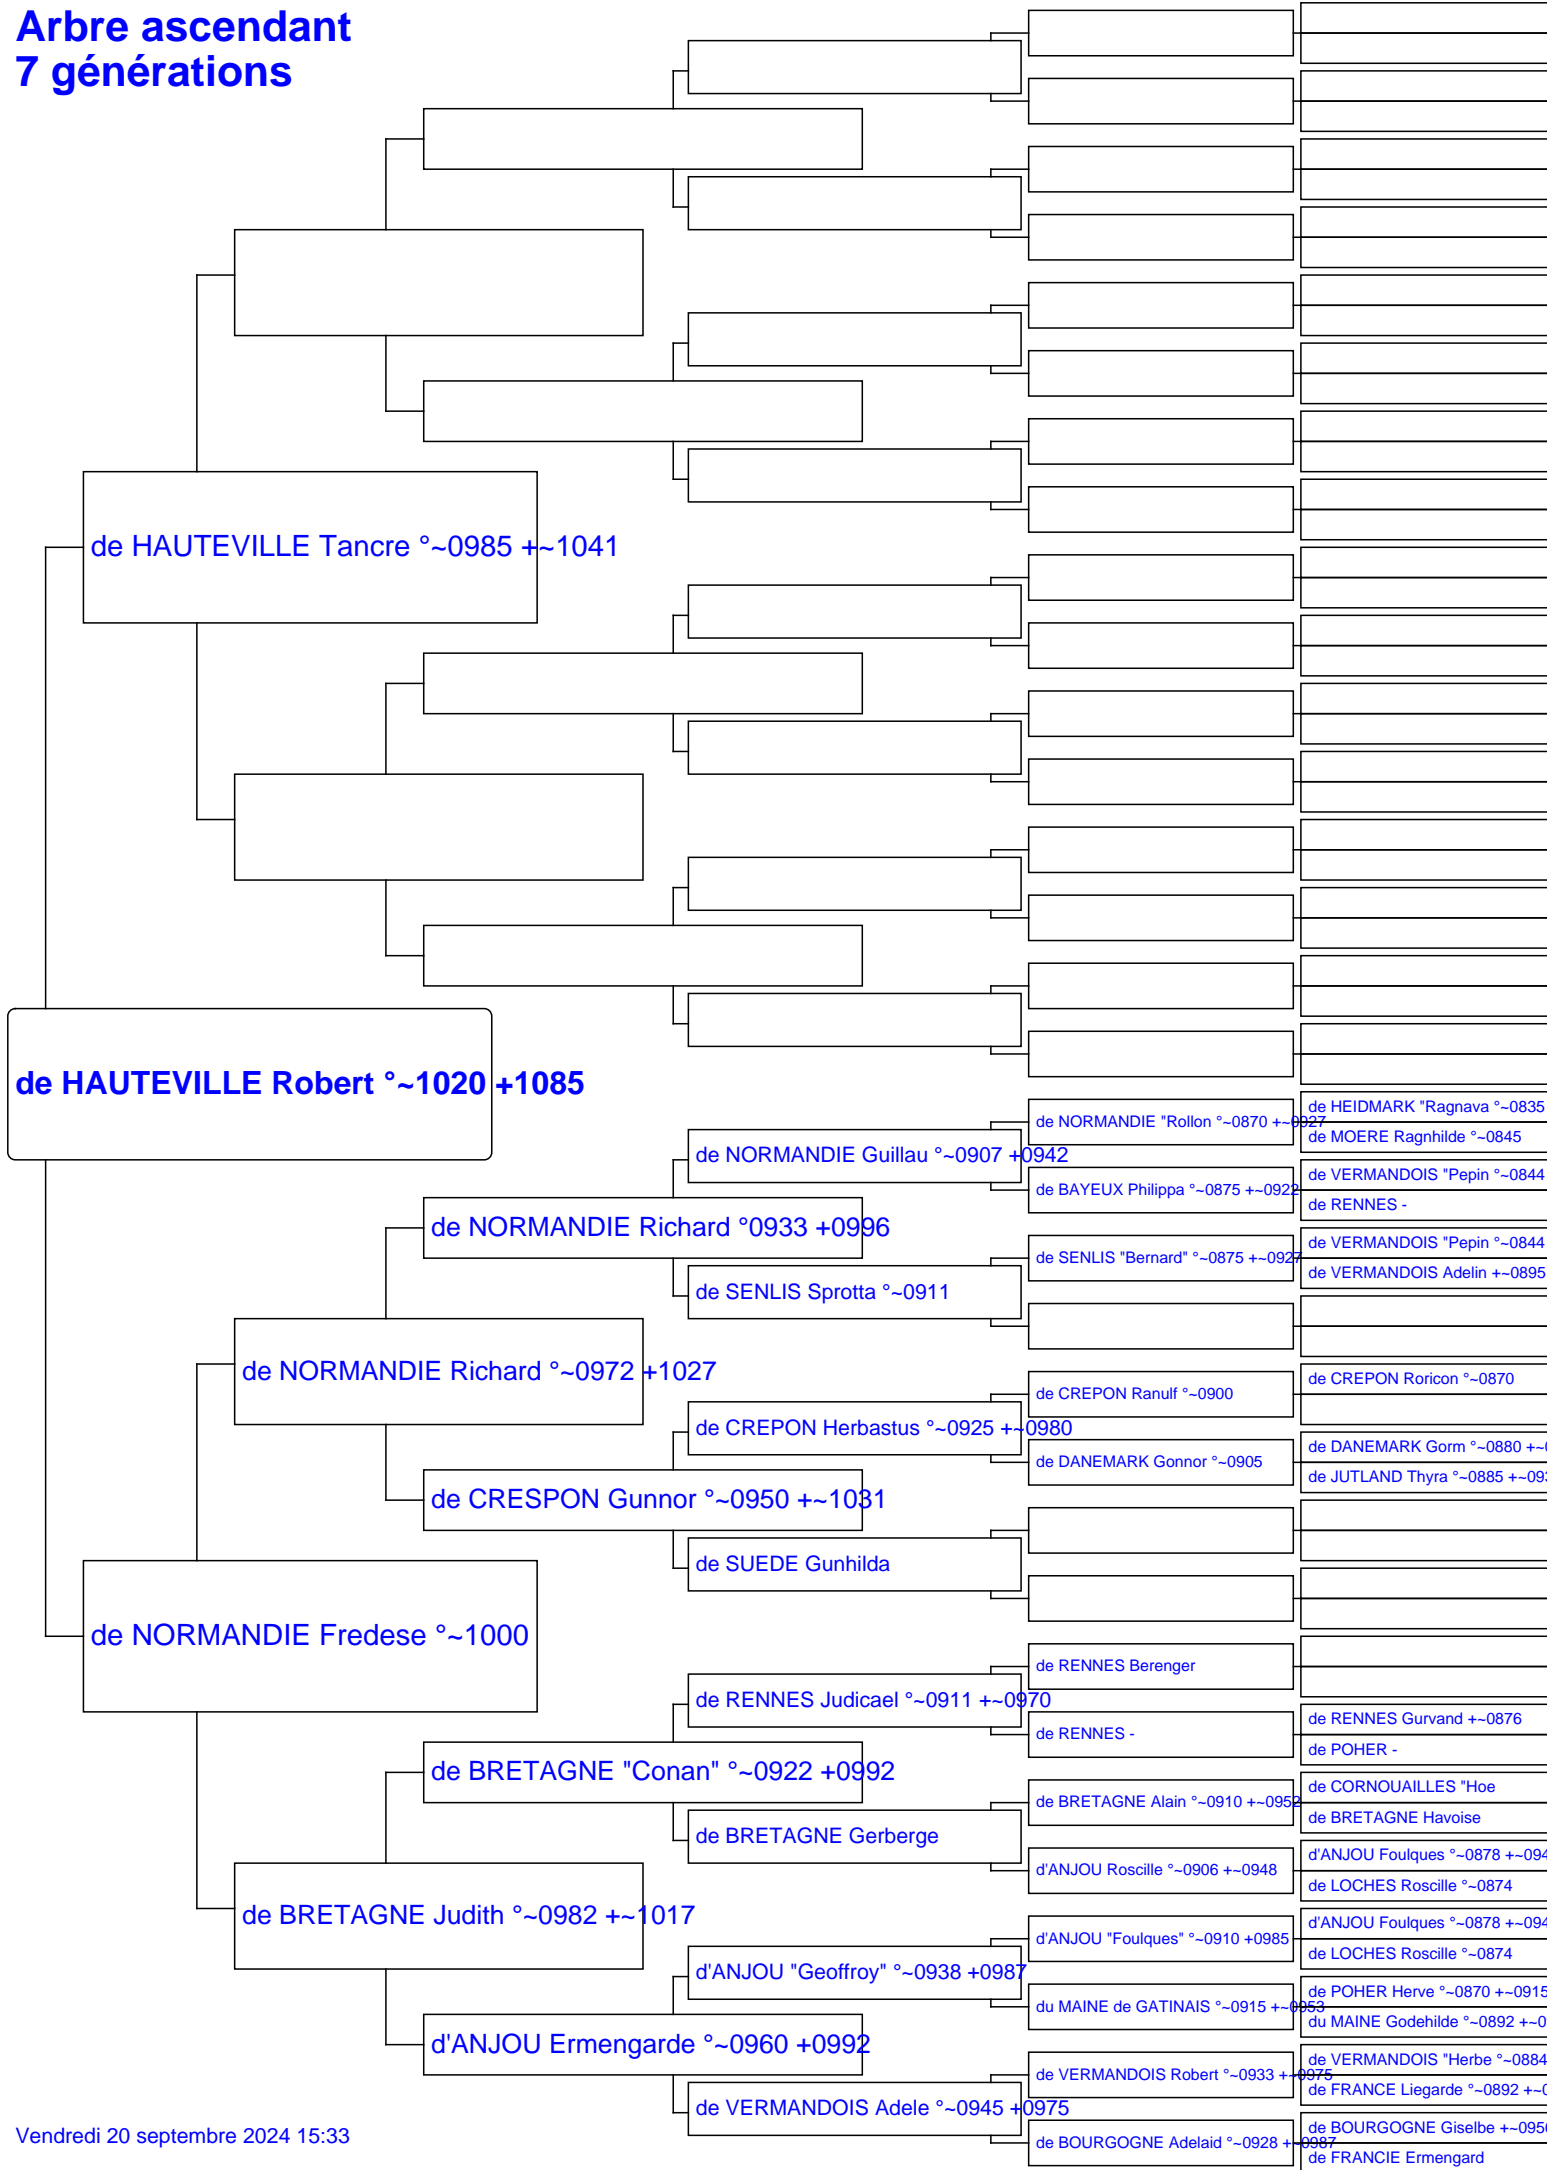 Arbre ascendant
7 générations
de HAUTEVILLE Tancre °~0985 +~1041
de HAUTEVILLE Robert °~1020 +1085
de HEIDMARK "Ragnava °~0835
de NORMANDIE "Rollon °~0870 +~0927
de MOERE Ragnhilde °~0845
de NORMANDIE Guillau °~0907 +0942
de VERMANDOIS "Pepin °~0844
de BAYEUX Philippa °~0875 +~0922
de RENNES -
de NORMANDIE Richard °0933 +0996
de VERMANDOIS "Pepin °~0844
de SENLIS "Bernard" °~0875 +~0927
de VERMANDOIS Adelin +~0895
de SENLIS Sprotta °~0911
de NORMANDIE Richard °~0972 +1027
de CREPON Roricon °~0870
de CREPON Ranulf °~0900
de CREPON Herbastus °~0925 +~0980
de DANEMARK Gorm °~0880 +~
de DANEMARK Gonnor °~0905
de JUTLAND Thyra °~0885 +~
de CRESPON Gunnor °~0950 +~1031
de SUEDE Gunhilda
de NORMANDIE Fredese °~1000
de RENNES Berenger
de RENNES Judicael °~0911 +~0970
de RENNES Gurvand +~0876
de RENNES -
de POHER -
de BRETAGNE "Conan" °~0922 +0992
de CORNOUAILLES "Hoe
de BRETAGNE Alain °~0910 +~0952
de BRETAGNE Havoise
de BRETAGNE Gerberge
d'ANJOU Foulques °~0878 +~094
d'ANJOU Roscille °~0906 +~0948
de LOCHES Roscille °~0874
de BRETAGNE Judith °~0982 +~1017
d'ANJOU Foulques °~0878 +~094
d'ANJOU "Foulques" °~0910 +0985
de LOCHES Roscille °~0874
d'ANJOU "Geoffroy" °~0938 +0987
de POHER Herve °~0870 +~0915
du MAINE de GATINAIS °~0915 +~0953
du MAINE Godehilde °~0892 +~0
d'ANJOU Ermengarde °~0960 +0992
de VERMANDOIS "Herbe °~0884
de VERMANDOIS Robert °~0933 +~0975
de FRANCE Liegarde °~0892 +~
de VERMANDOIS Adele °~0945 +0975
de BOURGOGNE Giselbe +~0956
de BOURGOGNE Adelaid °~0928 +~0987
de FRANCIE Ermengard
Vendredi 20 septembre 2024 15:33